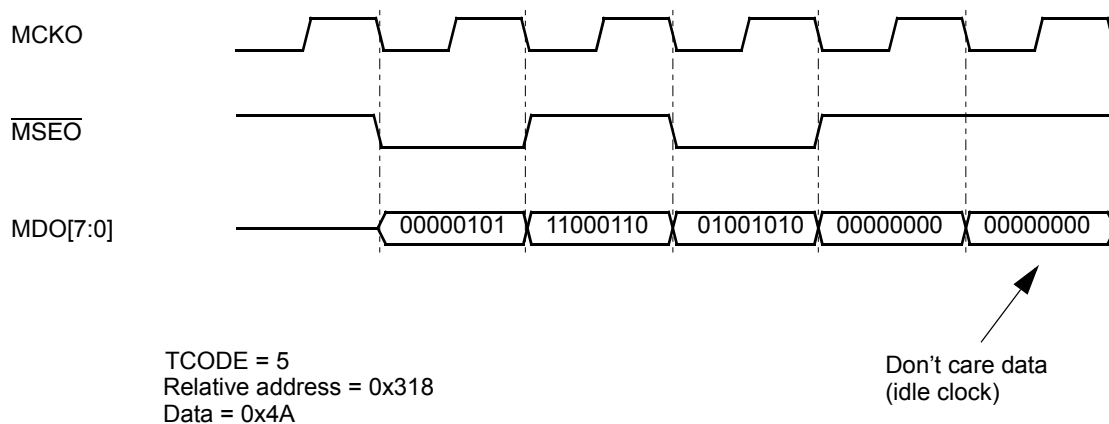 MCKO
MSEO
MDO[7:0]
00000101 11000110 01001010 00000000 00000000
TCODE = 5
Relative address = 0x318
Data = 0x4A
Don't care data
(idle clock)